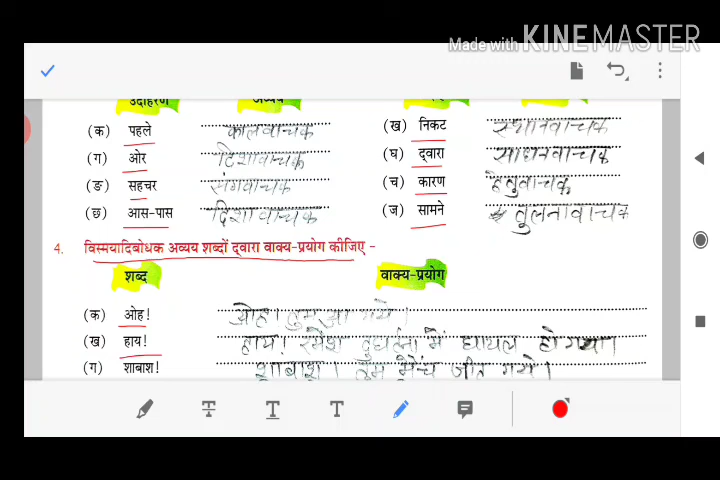 Made with KINEMASTER
उदाहरण अव्यय
(क) पहले कालवाचक (ख) निकट स्थानवाचक
(ग) ओर दिशावाचक (घ) द्वारा साधनवाचक
(ङ) सहचर संगवाचक (च) कारण हेतुवाचक
(छ) आस-पास दिशावाचक (ज) सामने तुलनावाचक
4. विस्मयादिबोधक अव्यय शब्दों द्वारा वाक्य-प्रयोग कीजिए -
शब्द वाक्य-प्रयोग
(क) ओह! ओह। तुम आ गये।
(ख) हाय! हाय! रमेश दुर्घटना में घायल हो गया।
(ग) शाबाश! शाबाश। तुम मैच जीत गये।